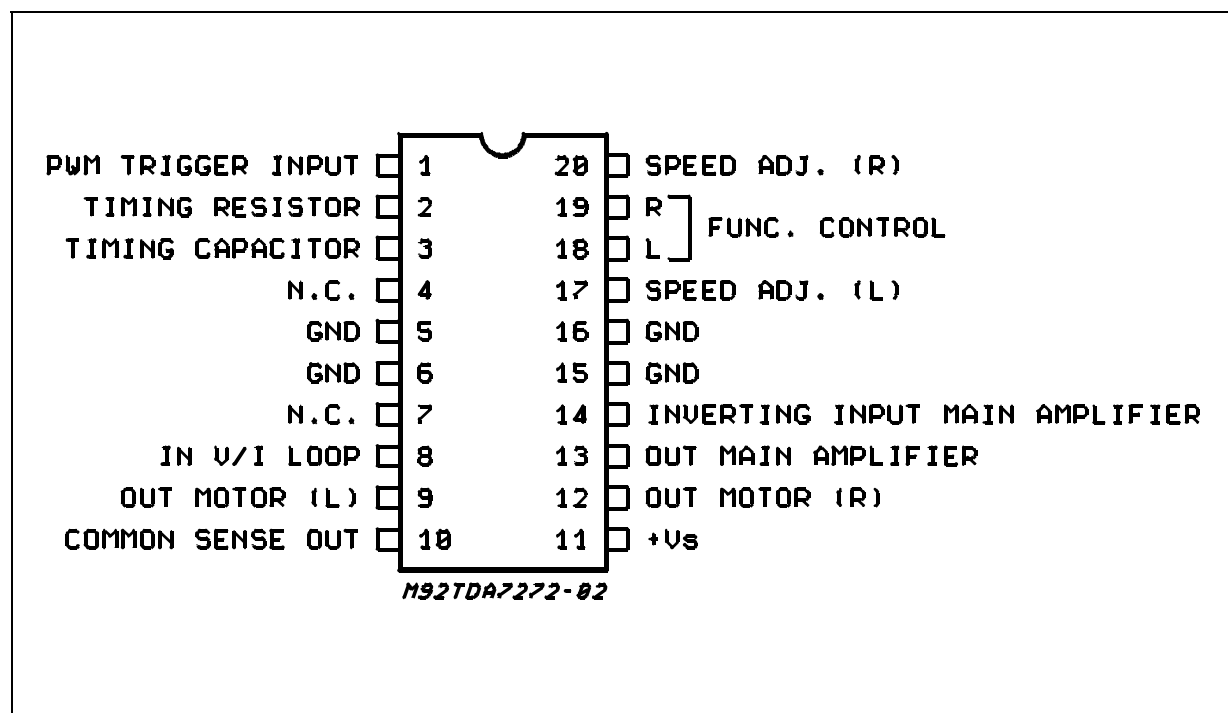 PWM TRIGGER INPUT 1 20 SPEED ADJ. (R)
TIMING RESISTOR 2 19 R
FUNC. CONTROL
TIMING CAPACITOR 3 18 L
N.C. 4 17 SPEED ADJ. (L)
GND 5 16 GND
GND 6 15 GND
N.C. 7 14 INVERTING INPUT MAIN AMPLIFIER
IN V/I LOOP 8 13 OUT MAIN AMPLIFIER
OUT MOTOR (L) 9 12 OUT MOTOR (R)
COMMON SENSE OUT 10 11 +Vs
M92TDA7272-02